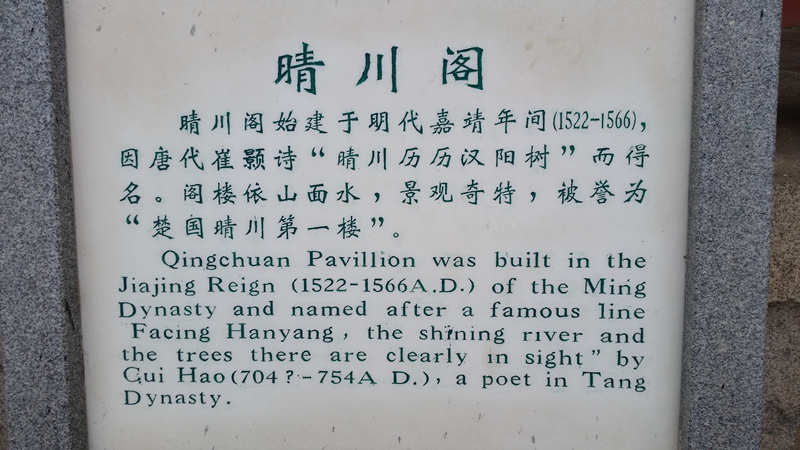 晴川阁
晴川阁始建于明代嘉靖年间(1522-1566),
因唐代崔颢诗“晴川历历汉阳树”而得
名。阁楼依山面水，景观奇特，被誉为
“楚国晴川第一楼”。
Qingchuan Pavillion was built in the
Jiajing Reign (1522-1566A.D.) of the Ming
Dynasty and named after a famous line
Facing Hanyang, the shining river and
the trees there are clearly in sight" by
Cui Hao(704?-754A D.), a poet in Tang
Dynasty.